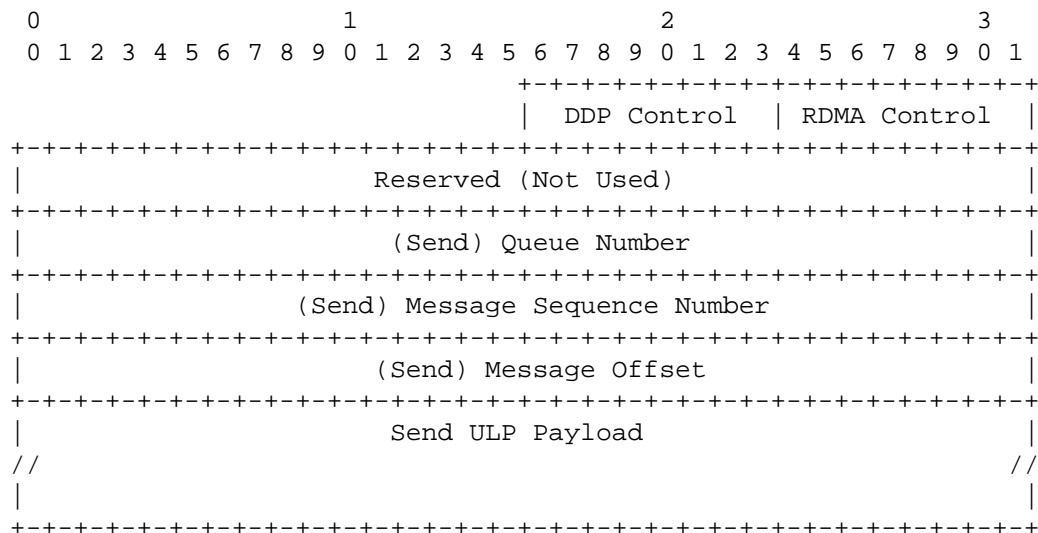 0                   1                   2                   3
 0 1 2 3 4 5 6 7 8 9 0 1 2 3 4 5 6 7 8 9 0 1 2 3 4 5 6 7 8 9 0 1
                                +-+-+-+-+-+-+-+-+-+-+-+-+-+-+-+-+
                                |  DDP Control  | RDMA Control  |
+-+-+-+-+-+-+-+-+-+-+-+-+-+-+-+-+-+-+-+-+-+-+-+-+-+-+-+-+-+-+-+-+
|                      Reserved (Not Used)                      |
+-+-+-+-+-+-+-+-+-+-+-+-+-+-+-+-+-+-+-+-+-+-+-+-+-+-+-+-+-+-+-+-+
|                       (Send) Queue Number                     |
+-+-+-+-+-+-+-+-+-+-+-+-+-+-+-+-+-+-+-+-+-+-+-+-+-+-+-+-+-+-+-+-+
|                 (Send) Message Sequence Number                |
+-+-+-+-+-+-+-+-+-+-+-+-+-+-+-+-+-+-+-+-+-+-+-+-+-+-+-+-+-+-+-+-+
|                      (Send) Message Offset                    |
+-+-+-+-+-+-+-+-+-+-+-+-+-+-+-+-+-+-+-+-+-+-+-+-+-+-+-+-+-+-+-+-+
|                       Send ULP Payload                        |
//                                                             //
|                                                               |
+-+-+-+-+-+-+-+-+-+-+-+-+-+-+-+-+-+-+-+-+-+-+-+-+-+-+-+-+-+-+-+-+